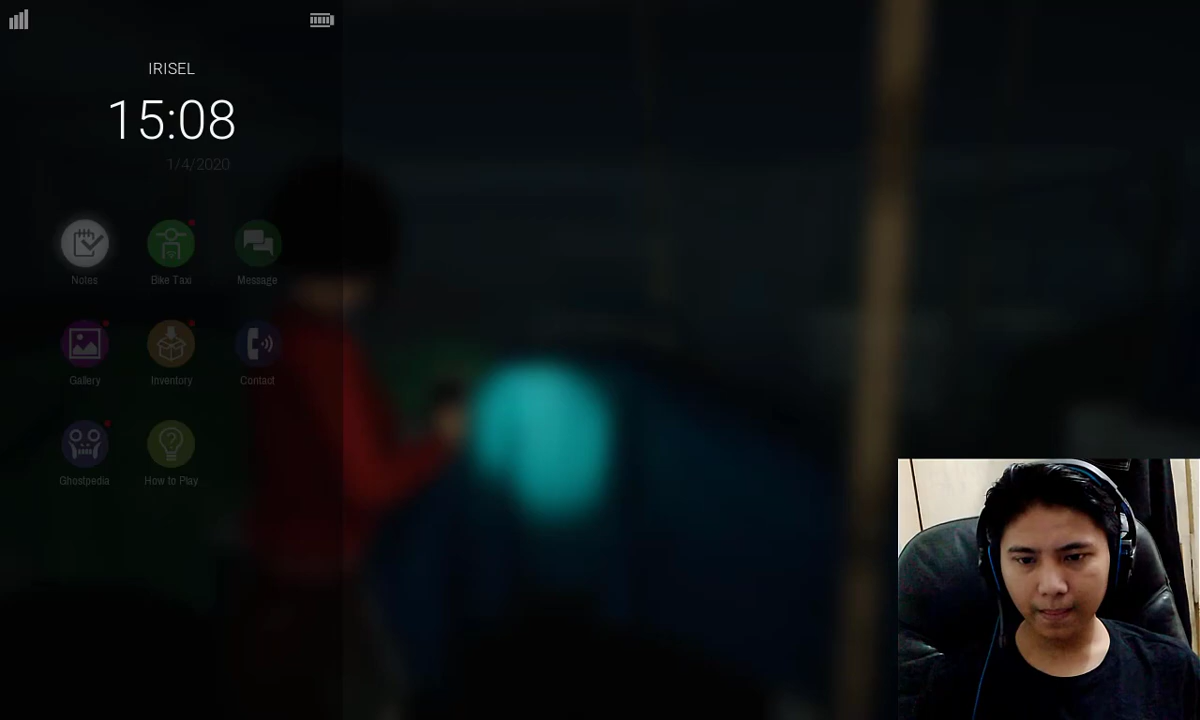 IRISEL
15:08
1/4/2020
Notes
Bike Taxi
Message
Gallery
Inventory
Contact
Ghostpedia
How to Play